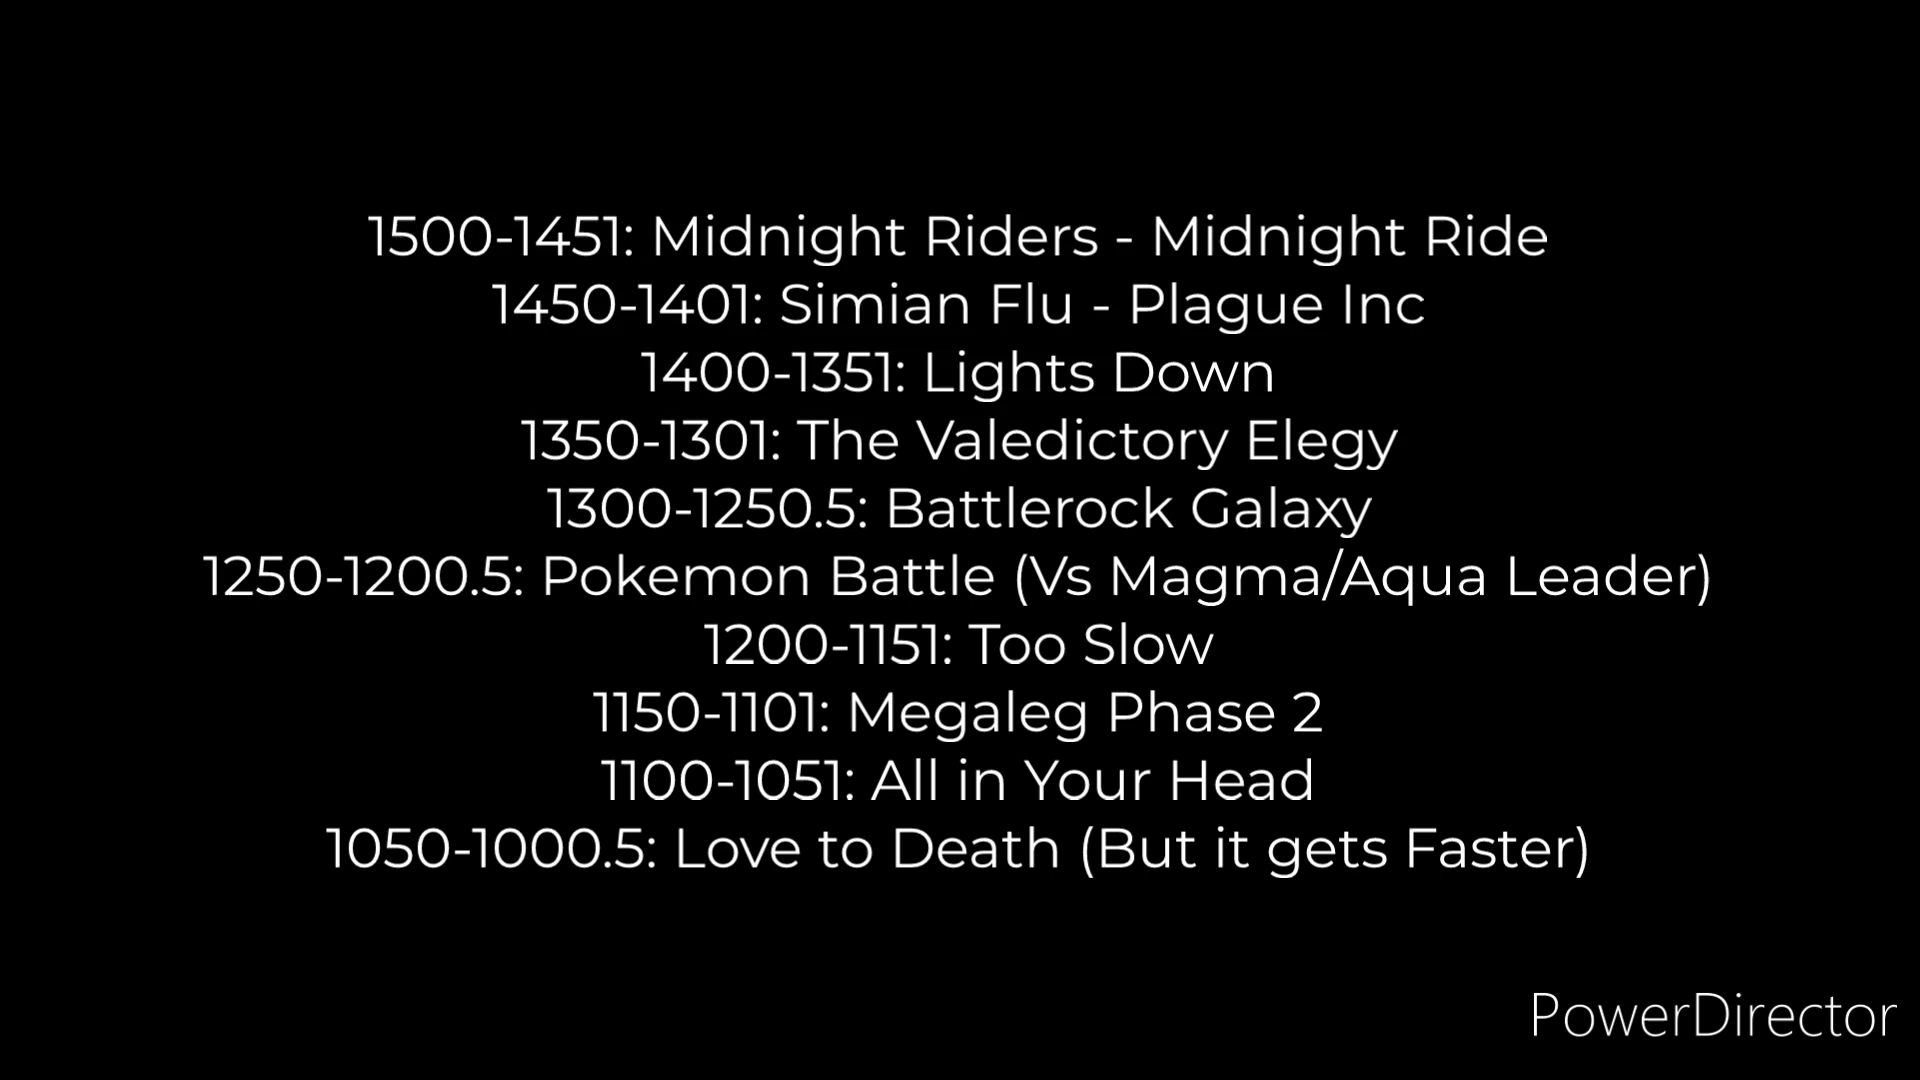 1500-1451: Midnight Riders - Midnight Ride
1450-1401: Simian Flu - Plague Inc
1400-1351: Lights Down
1350-1301: The Valedictory Elegy
1300-1250.5: Battlerock Galaxy
1250-1200.5: Pokemon Battle (Vs Magma/Aqua Leader)
1200-1151: Too Slow
1150-1101: Megaleg Phase 2
1100-1051: All in Your Head
1050-1000.5: Love to Death (But it gets Faster)
PowerDirector